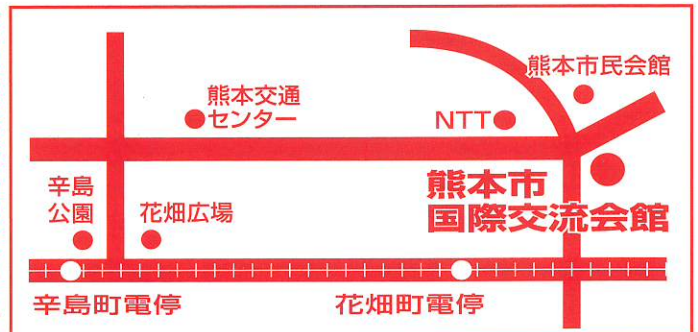 熊本市民会館
熊本交通
センター
NTT
熊本市
国際交流会館
辛島
公園
花畑広場
辛島町電停
花畑町電停